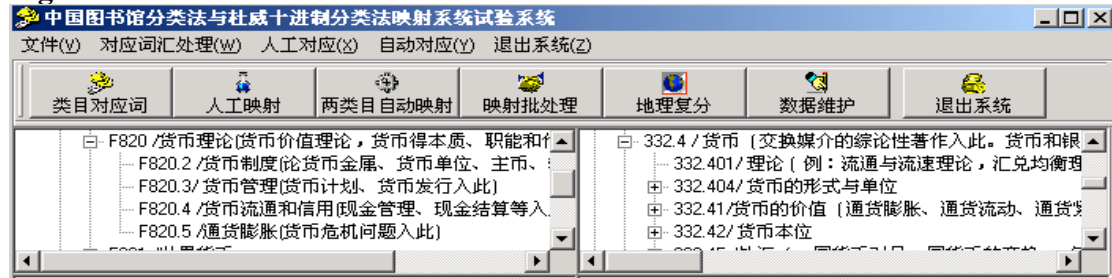 中国图书馆分类法与杜威十进制分类法映射系统试验系统
文件(V) 对应词汇处理(W) 人工对应(X) 自动对应(Y) 退出系统(Z)
类目对应词 人工映射 两类目自动映射 映射批处理 地理复分 数据维护 退出系统
F820 /货币理论(货币价值理论，货币得本质、职能和
F820.2 /货币制度(论货币金属、货币单位、主币、
F820.3/ 货币管理(货币计划、货币发行入此)
F820.4 /货币流通和信用(现金管理、现金结算等入
F820.5 /通货膨胀(货币危机问题入此)
332.4 / 货币（交换媒介的综论性著作入此。货币和银
332.401/ 理论（例：流通与流速理论，汇兑均衡理
332.404/ 货币的形式与单位
332.41/货币的价值（通货膨胀、通货流动、通货
332.42/ 货币本位